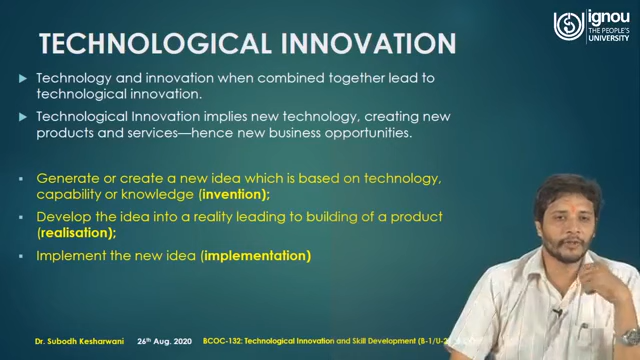 ignou
THE PEOPLE'S
UNIVERSITY
TECHNOLOGICAL INNOVATION
Technology and innovation when combined together lead to
technological innovation.
Technological Innovation implies new technology, creating new
products and services—hence new business opportunities.
Generate or create a new idea which is based on technology,
capability or knowledge (invention);
Develop the idea into a reality leading to building of a product
(realisation);
Implement the new idea (implementation)
Dr. Subodh Kesharwani 26th Aug. 2020 BCOC-132: Technological Innovation and Skill Development (B-1/U-2)